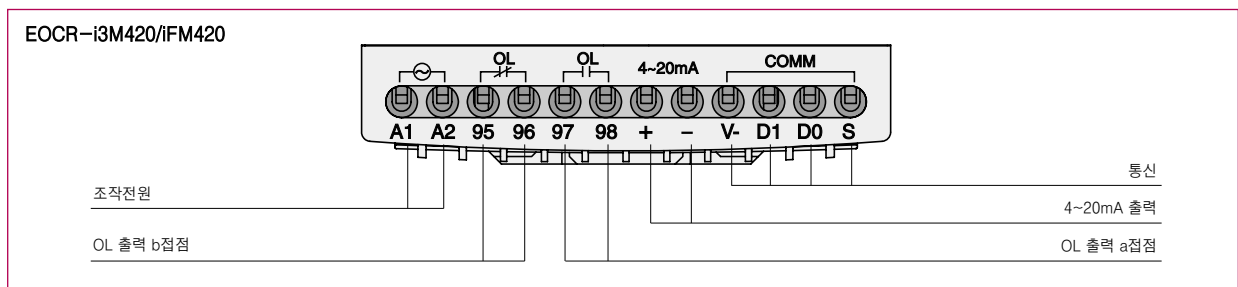 EOCR-i3M420/iFM420
OL OL 4~20mA COMM
A1 A2 95 96 97 98 + - V- D1 D0 S
조작전원
통신
4~20mA 출력
OL 출력 b접점
OL 출력 a접점